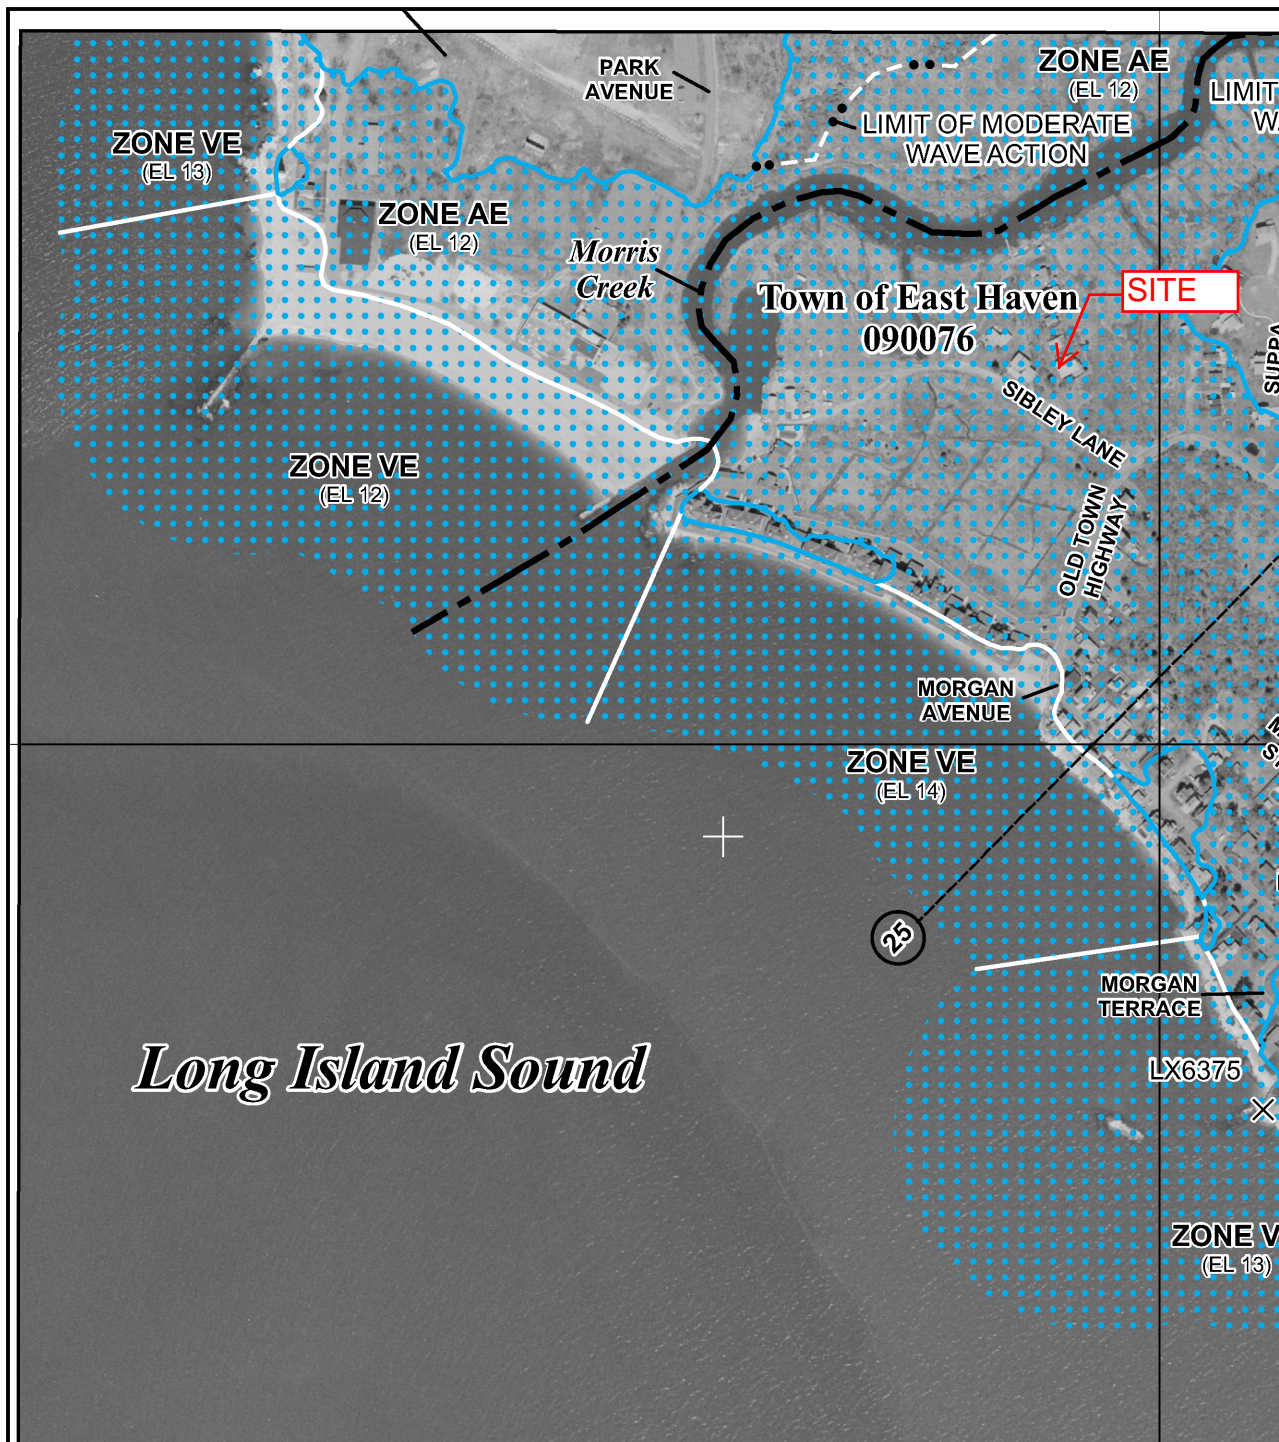 PARK
AVENUE
ZONE AE
(EL 12)
LIMIT
LIMIT OF MODERATE
WAVE ACTION
ZONE VE
(EL 13)
ZONE AE
(EL 12)
Morris
Creek
Town of East Haven
090076
SITE
SIBLEY LANE
OLD TOWN
HIGHWAY
ZONE VE
(EL 12)
MORGAN
AVENUE
ZONE VE
(EL 14)
25
MORGAN
TERRACE
Long Island Sound
LX6375
ZONE V
(EL 13)